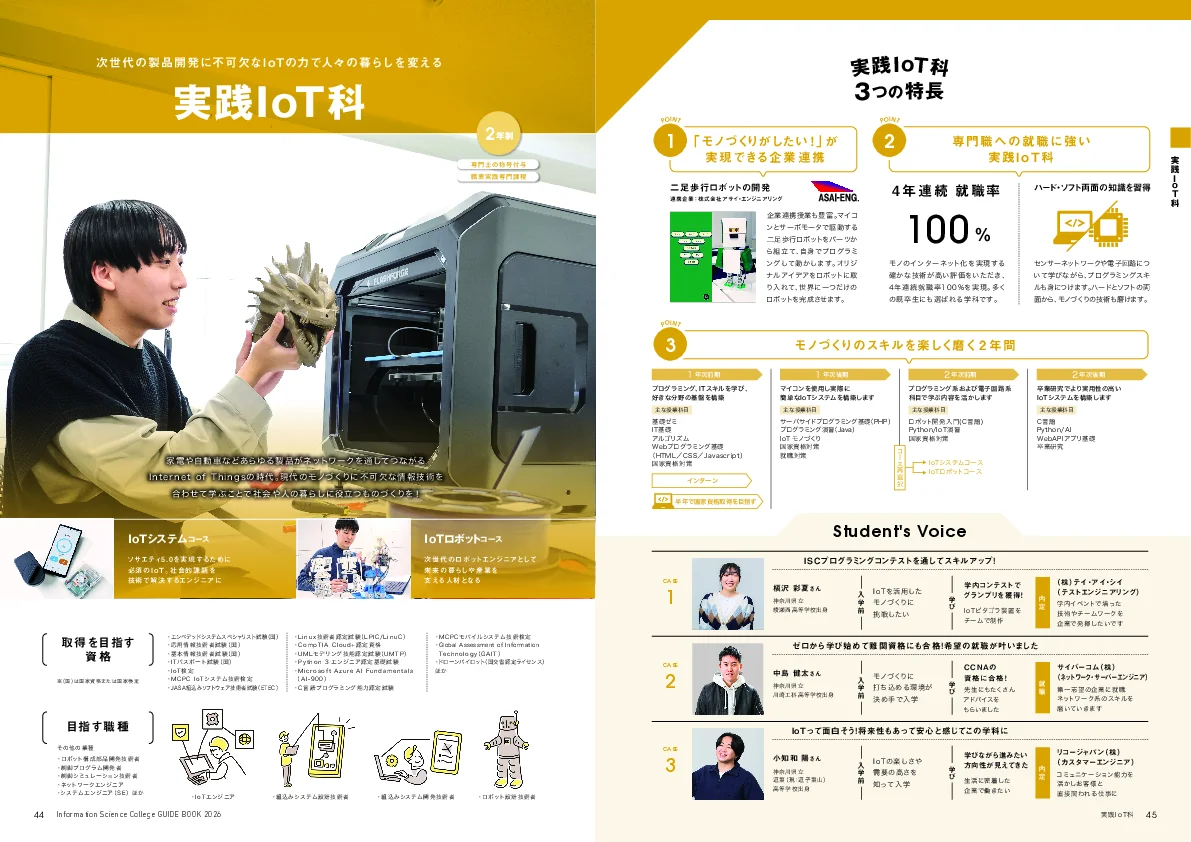 次世代の製品開発に不可欠なIoTの力で人々の暮らしを変える
実践IoT科
2年制
専門士の称号付与
職業実践専門課程
FLASHFORGE
家電や自動車などあらゆる製品がネットワークを通してつながる
Internet of Thingsの時代。現代のモノづくりに不可欠な情報技術を
合わせて学ぶことで社会や人の暮らしに役立つものづくりを！
IoTシステムコース
ソサエティ5.0を実現するために
必須のIoT。社会的課題を
技術で解決するエンジニアに
IoTロボットコース
次世代のロボットエンジニアとして
未来の暮らしや産業を
支える人材となる
取得を目指す
資格
※(国)は国家資格または国家検定
・エンベデッドシステムスペシャリスト試験(国)
・応用情報技術者試験(国)
・基本情報技術者試験(国)
・ITパスポート試験(国)
・IoT検定
・MCPC IoTシステム技術検定
・JASA組込みソフトウェア技術者試験(ETEC)
・Linux技術者認定試験(LPIC/LinuC)
・CompTIA Cloud+認定資格
・UMLモデリング技能認定試験(UMTP)
・Python 3 エンジニア認定基礎試験
・Microsoft Azure AI Fundamentals
(AI-900)
・C言語プログラミング能力認定試験
・MCPCモバイルシステム技術検定
・Global Assessment of Information
Technology(GAIT)
・ドローンパイロット(国交省認定ライセンス)
ほか
目指す職種
その他の業種
・ロボット構成部品開発技術者
・制御プログラム開発者
・制御シミュレーション技術者
・ネットワークエンジニア
・システムエンジニア(SE) ほか
・IoTエンジニア
・組込みシステム設計技術者
・組込みシステム開発技術者
・ロボット設計技術者
44 Information Science College GUIDE BOOK 2026
実践IoT科
3つの特長
POINT
1
「モノづくりがしたい！」が
実現できる企業連携
二足歩行ロボットの開発
連携企業：株式会社アサイ・エンジニアリング
ASAI-ENG.
企業連携授業も豊富。マイコ
ンとサーボモータで駆動する
二足歩行ロボットをパーツか
ら組立て、自身でプログラミ
ングして動かします。オリジ
ナルアイデアをロボットに取
り入れて、世界に一つだけの
ロボットを完成させます。
POINT
2
専門職への就職に強い
実践IoT科
4年連続 就職率
100%
モノのインターネット化を実現する
確かな技術が高い評価をいただき、
4年連続就職率100%を実現。多く
の既卒生にも選ばれる学科です。
ハード・ソフト両面の知識を習得
センサーネットワークや電子回路につ
いて学びながら、プログラミングスキ
ルも身につけます。ハードとソフトの両
面から、モノづくりの技術も磨けます。
実践IoT科
POINT
3
モノづくりのスキルを楽しく磨く2年間
1年次前期
プログラミング、ITスキルを学び、
好きな分野の基盤を構築
主な授業科目
基礎ゼミ
IT基礎
アルゴリズム
Webプログラミング基礎
(HTML／CSS／Javascript)
国家資格対策
インターン
半年で国家資格取得を目指す
1年次後期
マイコンを使用し実際に
簡単なIoTシステムを構築します
主な授業科目
サーバサイドプログラミング基礎(PHP)
プログラミング演習(Java)
IoT モノづくり
国家資格対策
就職対策
2年次前期
プログラミング系および電子回路系
科目で学ぶ内容を活かします
主な授業科目
ロボット開発入門(C言語)
Python/IoT演習
国家資格対策
コース再選択
IoTシステムコース
IoTロボットコース
2年次後期
卒業研究でより実用性の高い
IoTシステムを構築します
主な授業科目
C言語
Python/AI
WebAPIアプリ基礎
卒業研究
Student's Voice
CASE
1
ISCプログラミングコンテストを通してスキルアップ！
槇沢 彩夏さん
神奈川県立
綾瀬西高等学校出身
入学前
IoTを活用した
モノづくりに
挑戦したい
学び
学内コンテストで
グランプリを獲得！
IoTピタゴラ装置を
チームで制作
内定
(株)テイ・アイ・シイ
(テストエンジニアリング)
学内イベントで培った
技術やチームワークを
企業で発揮したいです
CASE
2
ゼロから学び始めて難関資格にも合格！希望の就職が叶いました
中島 健太さん
神奈川県立
川崎工科高等学校出身
入学前
モノづくりに
打ち込める環境が
決め手で入学
学び
CCNAの
資格に合格！
先生にもたくさん
アドバイスを
もらいました
就職
サイバーコム(株)
(ネットワーク・サーバーエンジニア)
第一志望の企業に就職
ネットワーク系のスキルを
磨いていきます
CASE
3
IoTって面白そう！将来性もあって安心と感じてこの学科に
小知和 陽さん
神奈川県立
逗葉(現：逗子葉山)
高等学校出身
入学前
IoTの楽しさや
需要の高さを
知って入学
学び
学びながら進みたい
方向性が見えてきた
生活に密着した
企業で働きたい
内定
リコージャパン(株)
(カスタマーエンジニア)
コミュニケーション能力を
活かしお客様と
直接関われる仕事に
実践IoT科 45